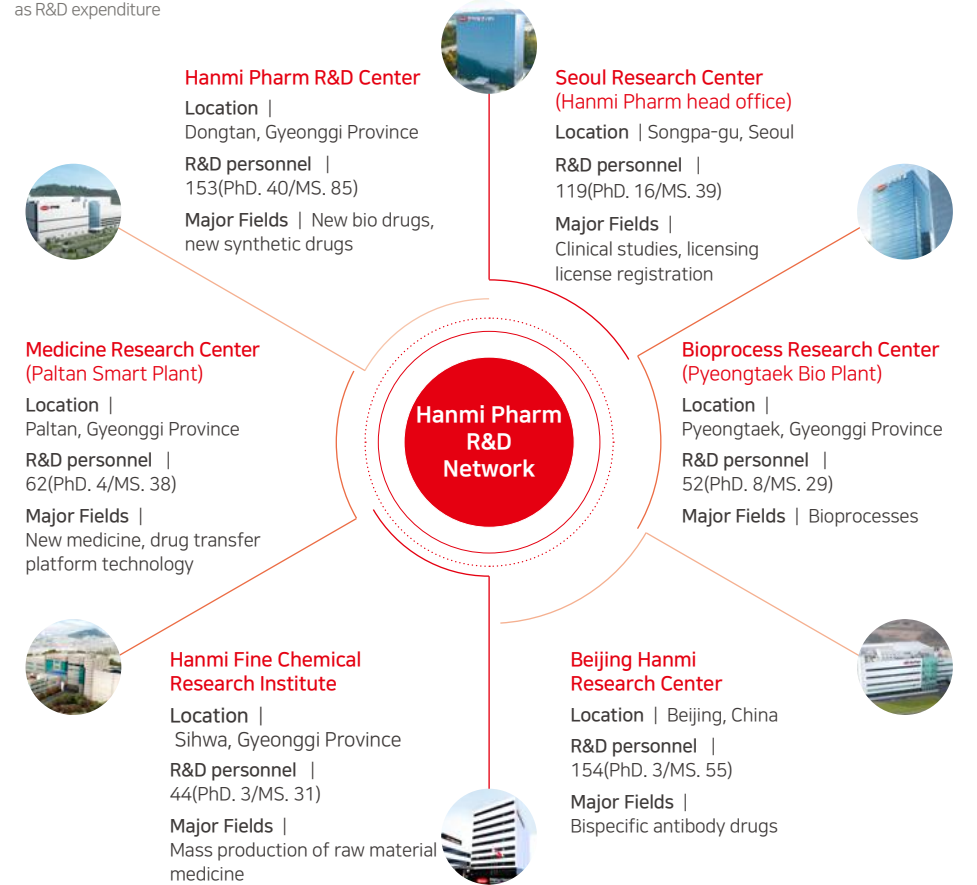 as R&D expenditure
Hanmi Pharm R&D Center
Location |
Dongtan, Gyeonggi Province
R&D personnel |
153(PhD. 40/MS. 85)
Major Fields | New bio drugs,
new synthetic drugs
Seoul Research Center
(Hanmi Pharm head office)
Location | Songpa-gu, Seoul
R&D personnel |
119(PhD. 16/MS. 39)
Major Fields |
Clinical studies, licensing
license registration
Medicine Research Center
(Paltan Smart Plant)
Location |
Paltan, Gyeonggi Province
R&D personnel |
62(PhD. 4/MS. 38)
Major Fields |
New medicine, drug transfer
platform technology
Hanmi Pharm
R&D
Network
Bioprocess Research Center
(Pyeongtaek Bio Plant)
Location |
Pyeongtaek, Gyeonggi Province
R&D personnel |
52(PhD. 8/MS. 29)
Major Fields | Bioprocesses
Hanmi Fine Chemical
Research Institute
Location |
Sihwa, Gyeonggi Province
R&D personnel |
44(PhD. 3/MS. 31)
Major Fields |
Mass production of raw material
medicine
Beijing Hanmi
Research Center
Location | Beijing, China
R&D personnel |
154(PhD. 3/MS. 55)
Major Fields |
Bispecific antibody drugs